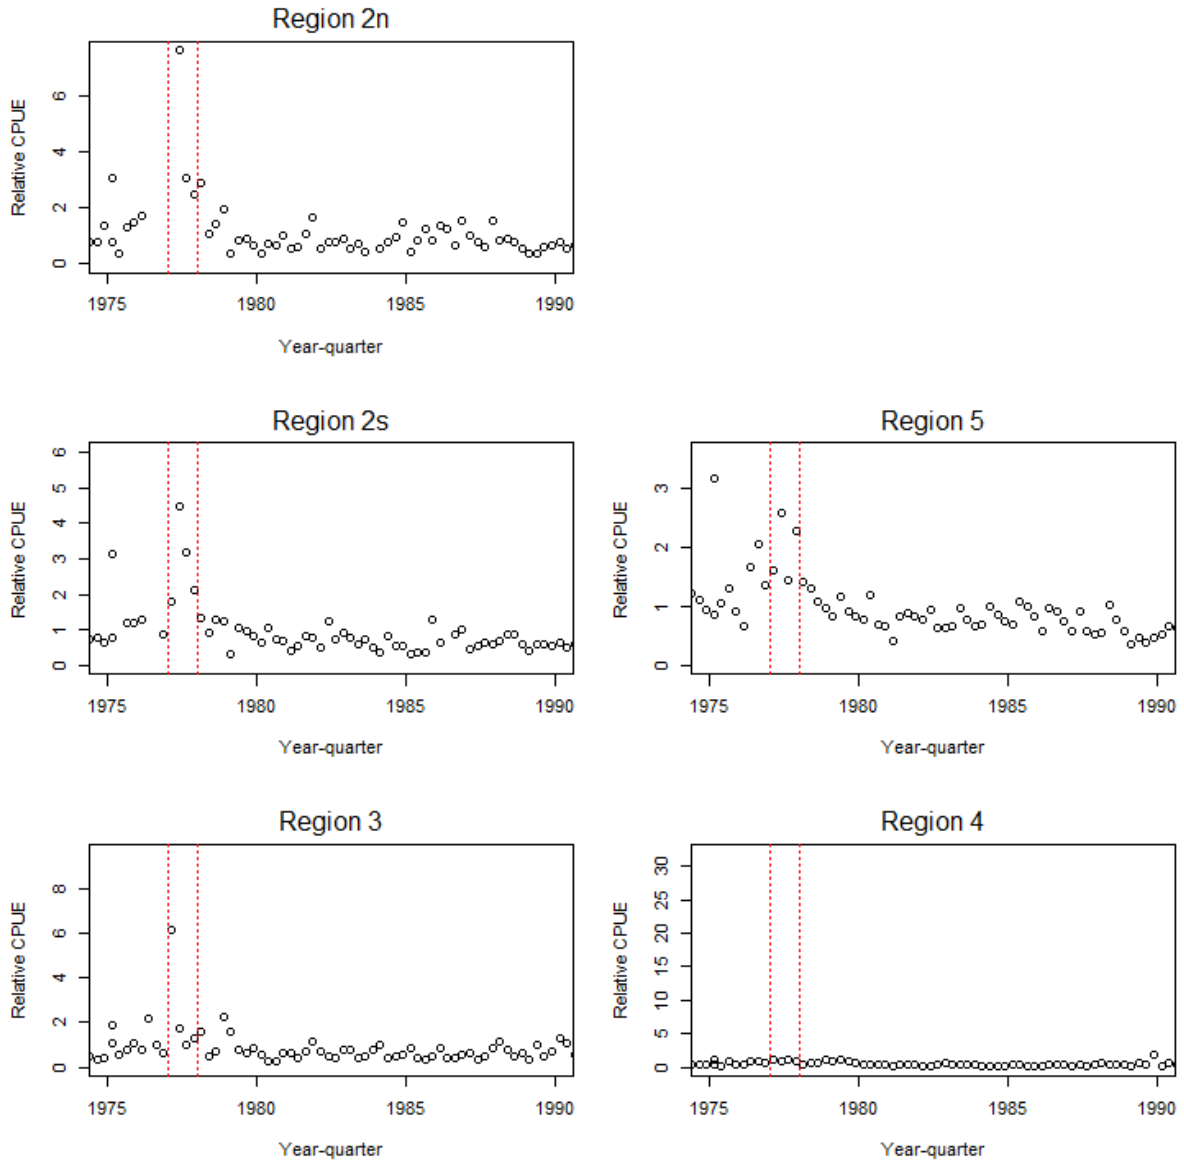 Region 2n
Relative CPUE
6
4
2
0
1975 1980 1985 1990
Year-quarter
Region 2s
Relative CPUE
6
5
4
3
2
1
0
1975 1980 1985 1990
Year-quarter
Region 5
Relative CPUE
3
2
1
0
1975 1980 1985 1990
Year-quarter
Region 3
Relative CPUE
8
6
4
2
0
1975 1980 1985 1990
Year-quarter
Region 4
Relative CPUE
30
25
20
15
10
5
0
1975 1980 1985 1990
Year-quarter